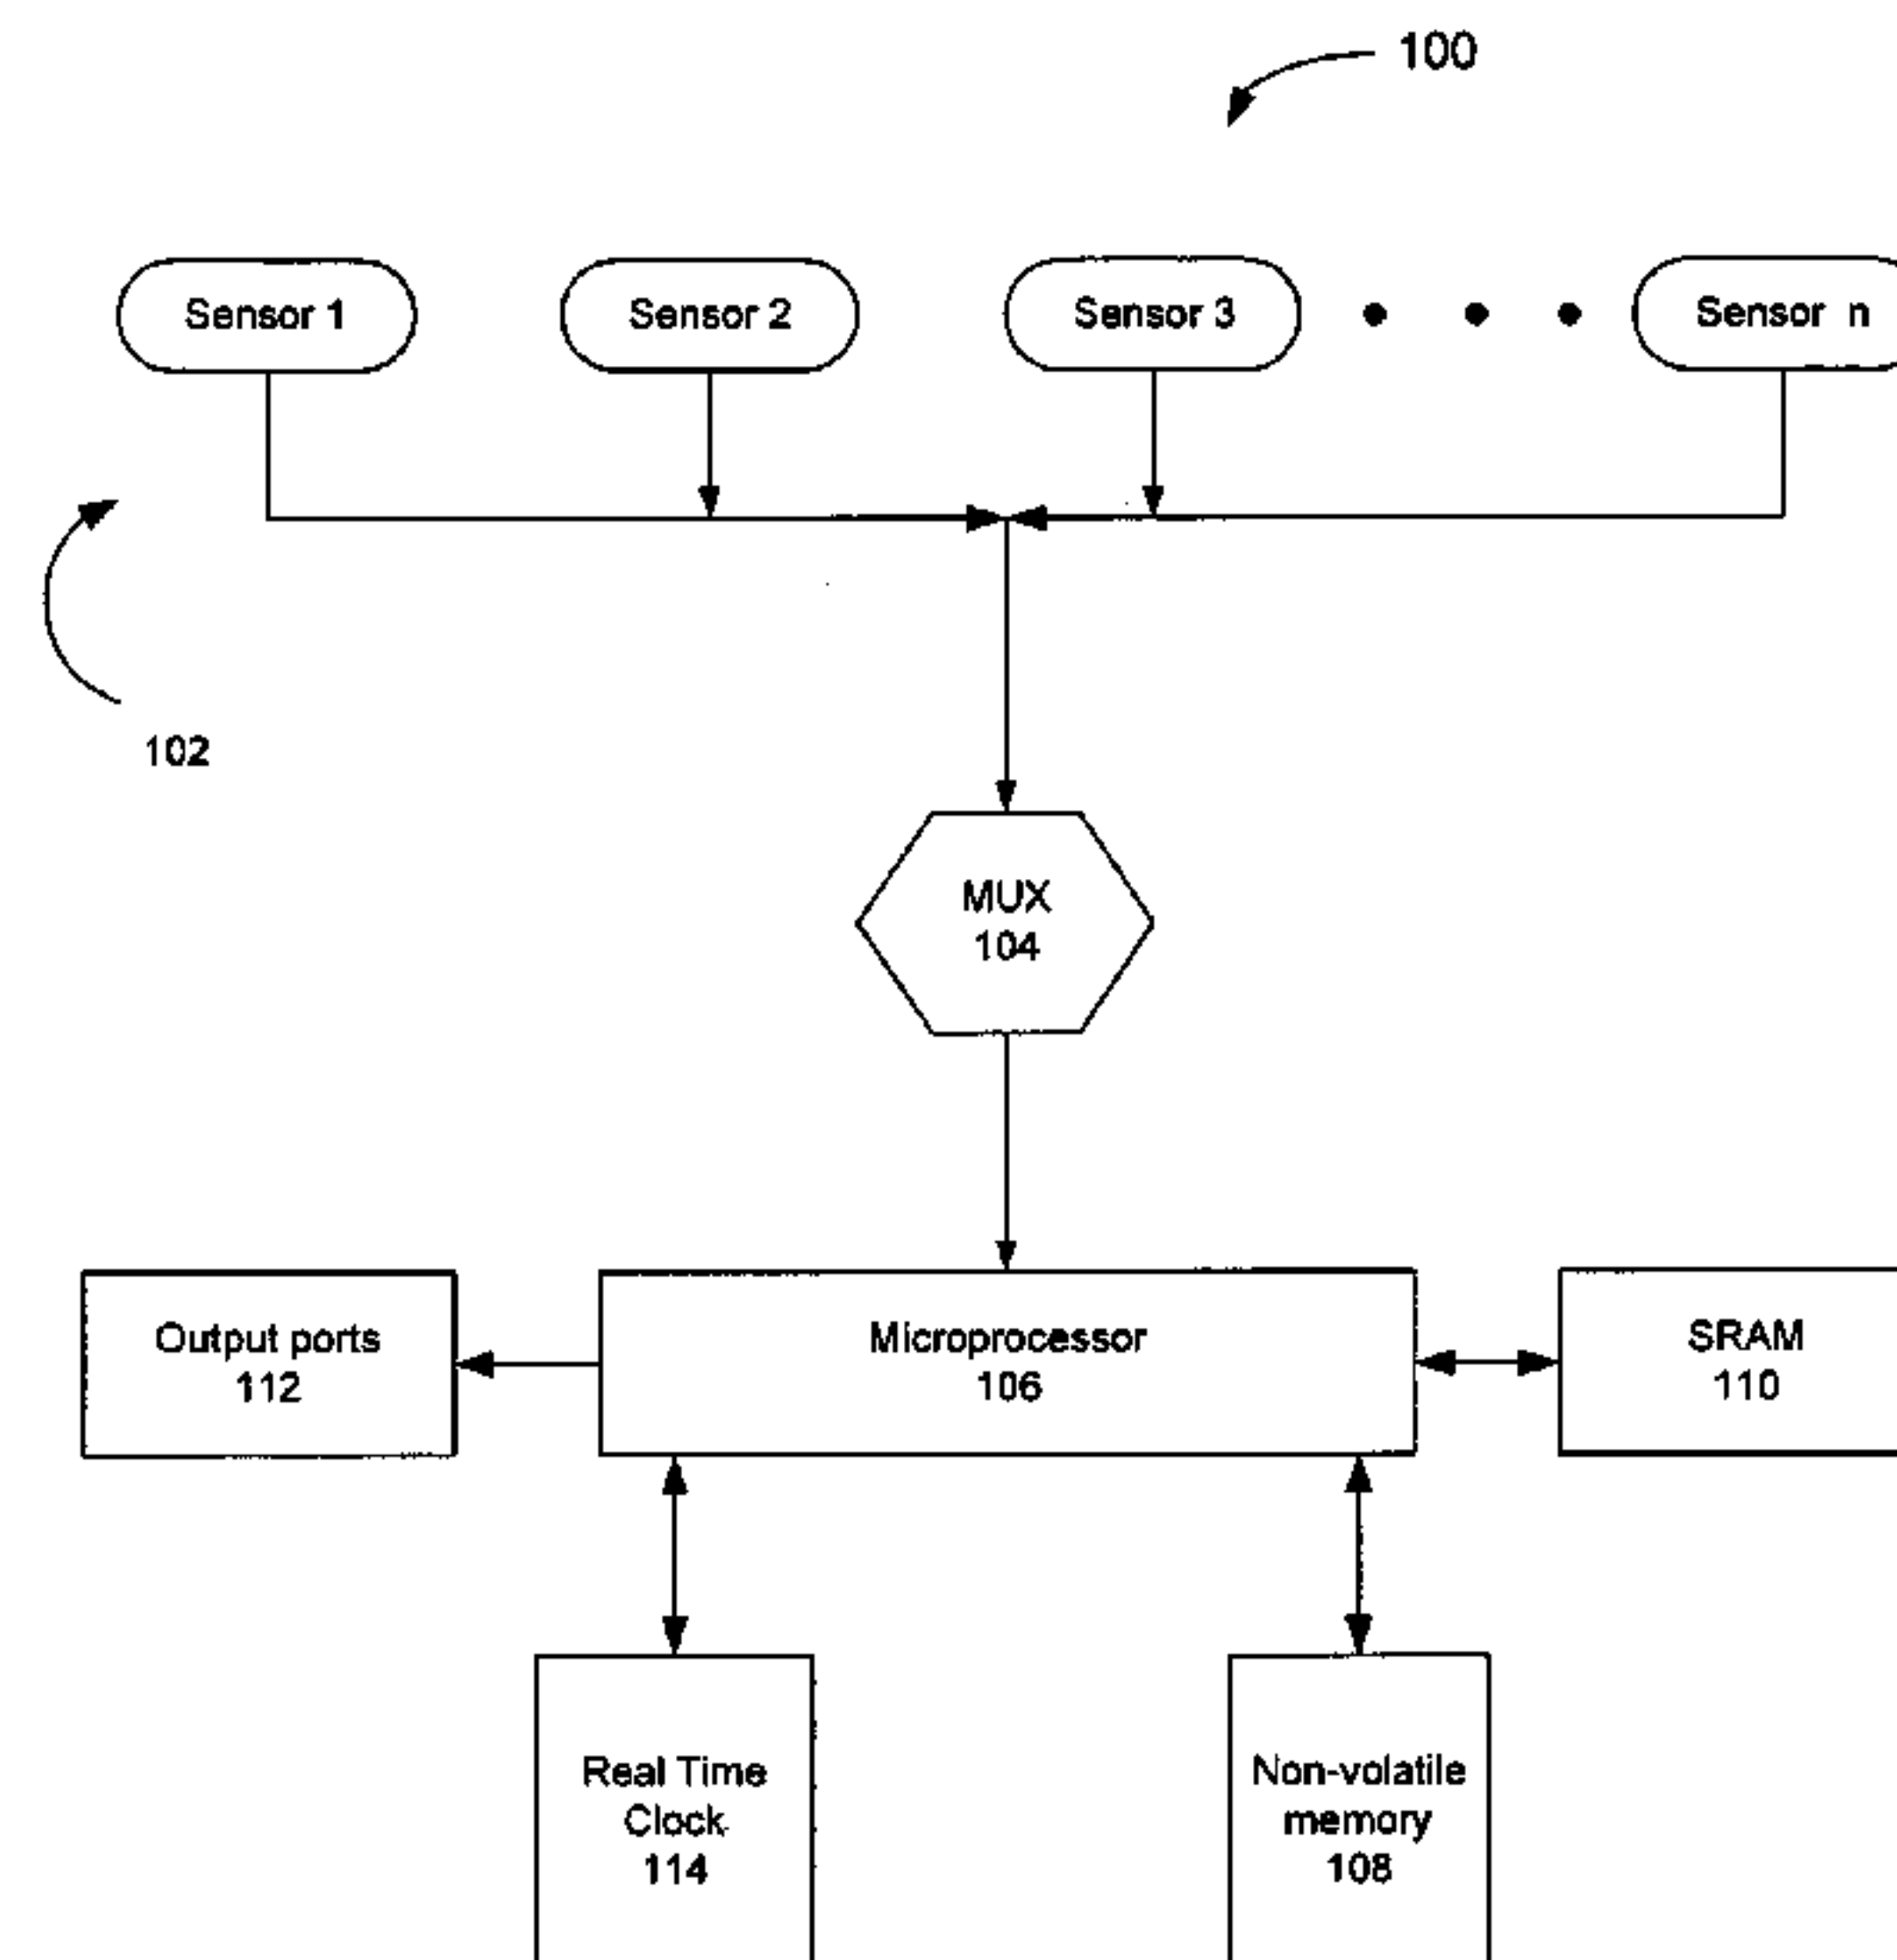 100
Sensor 1
Sensor 2
Sensor 3
Sensor n
102
MUX
104
Output ports
112
Microprocessor
106
SRAM
110
Real Time
Clock
114
Non-volatile
memory
108